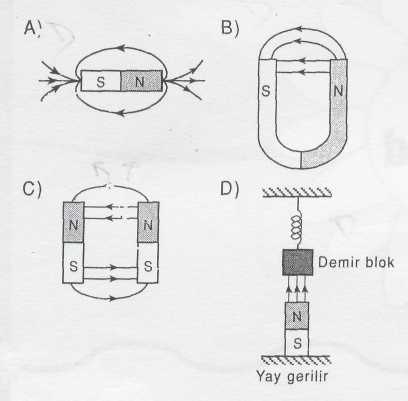 A)
B)
S N
S N
C)
D)
N N
S S
Demir blok
N
S
Yay gerilir